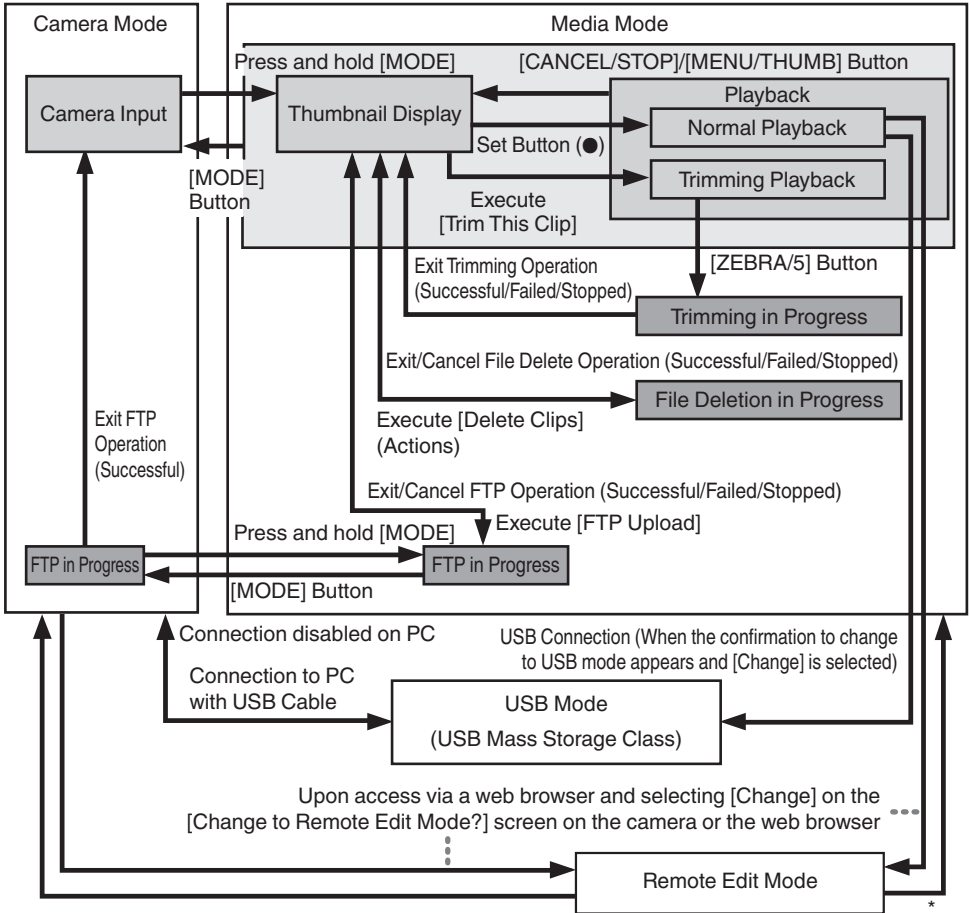 Camera Mode
Media Mode
Press and hold [MODE]
[CANCEL/STOP]/[MENU/THUMB] Button
Camera Input
Thumbnail Display
Playback
Normal Playback
Set Button (●)
Trimming Playback
[MODE]
Button
Execute
[Trim This Clip]
Exit Trimming Operation
(Successful/Failed/Stopped)
[ZEBRA/5] Button
Trimming in Progress
Exit/Cancel File Delete Operation (Successful/Failed/Stopped)
File Deletion in Progress
Execute [Delete Clips]
(Actions)
Exit FTP
Operation
(Successful)
Exit/Cancel FTP Operation (Successful/Failed/Stopped)
Execute [FTP Upload]
Press and hold [MODE]
FTP in Progress
FTP in Progress
[MODE] Button
Connection disabled on PC
USB Connection (When the confirmation to change
to USB mode appears and [Change] is selected)
Connection to PC
with USB Cable
USB Mode
(USB Mass Storage Class)
Upon access via a web browser and selecting [Change] on the
[Change to Remote Edit Mode?] screen on the camera or the web browser
Remote Edit Mode
*